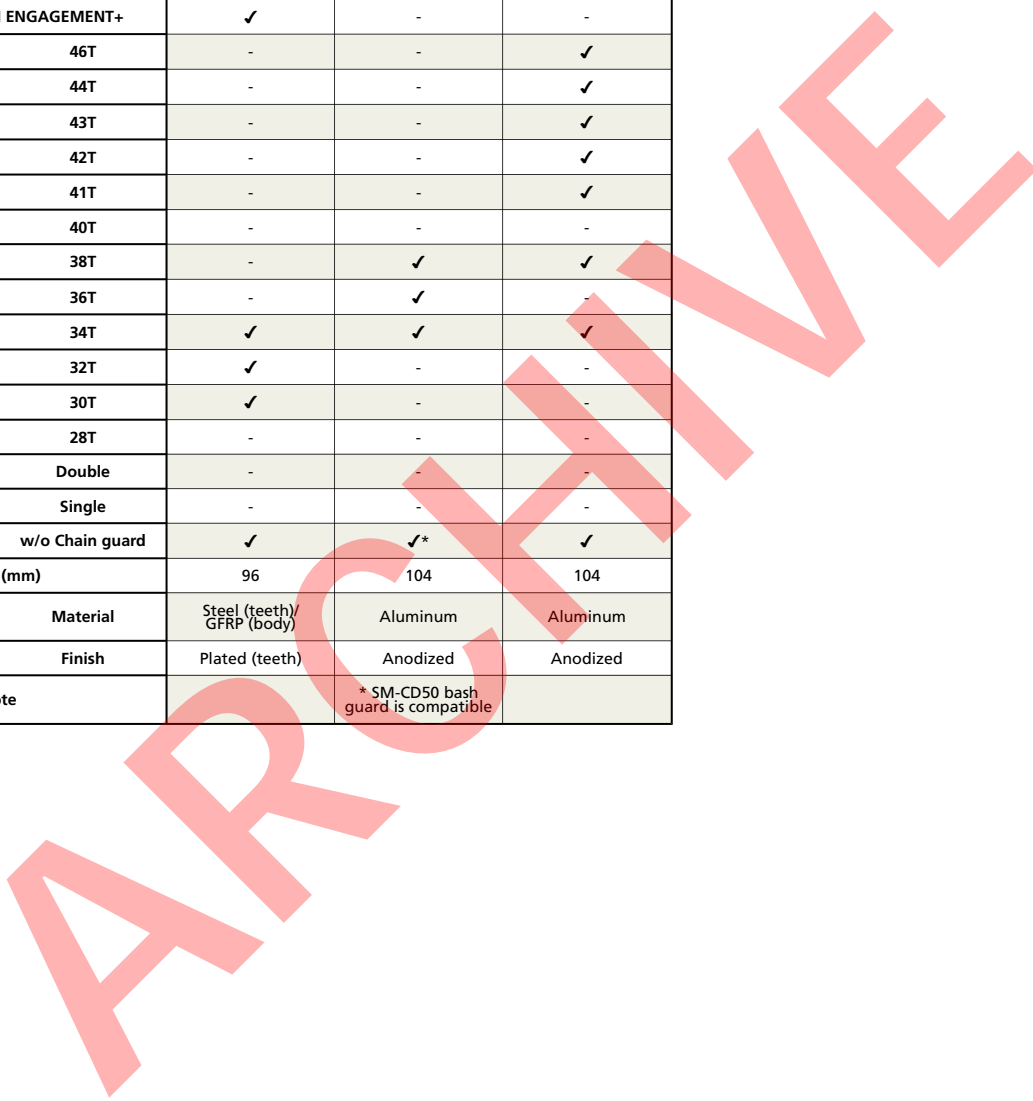 ENGAGEMENT+ ✔ - -
46T - - ✔
44T - - ✔
43T - - ✔
42T - - ✔
41T - - ✔
40T - - -
38T - ✔ ✔
36T - ✔ -
34T ✔ ✔ ✔
32T ✔ - -
30T ✔ - -
28T - - -
Double - - -
Single - - -
w/o Chain guard ✔ ✔* ✔
(mm) 96 104 104
Material Steel (teeth)/ GFRP (body) Aluminum Aluminum
Finish Plated (teeth) Anodized Anodized
* SM-CD50 bash
guard is compatible
ARCHIVE